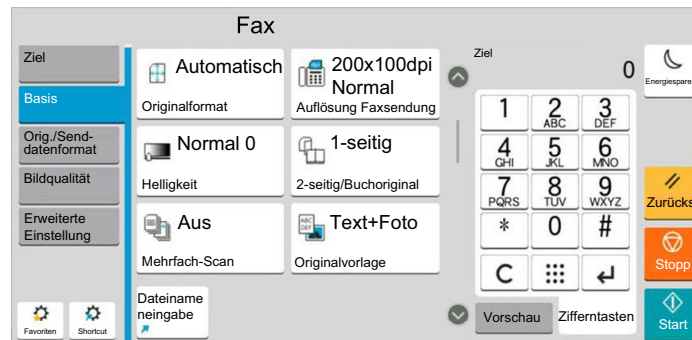 Fax
Ziel
Basis
Orig./Send-
datenformat
Bildqualität
Erweiterte
Einstellung
Favoriten
Shortcut
Automatisch
Originalformat
200x100dpi
Normal
Auflösung Faxsendung
Normal 0
Helligkeit
1-seitig
2-seitig/Buchoriginal
Aus
Mehrfach-Scan
ABC
DEF
Text+Foto
Originalvorlage
Dateiname
neingabe
Ziel
0
1
2
ABC
3
DEF
4
GHI
5
JKL
6
MNO
7
PQRS
8
TUV
9
WXYZ
*
0
#
C
Vorschau
Zifferntasten
Energiespare
Zurücks
Stopp
Start